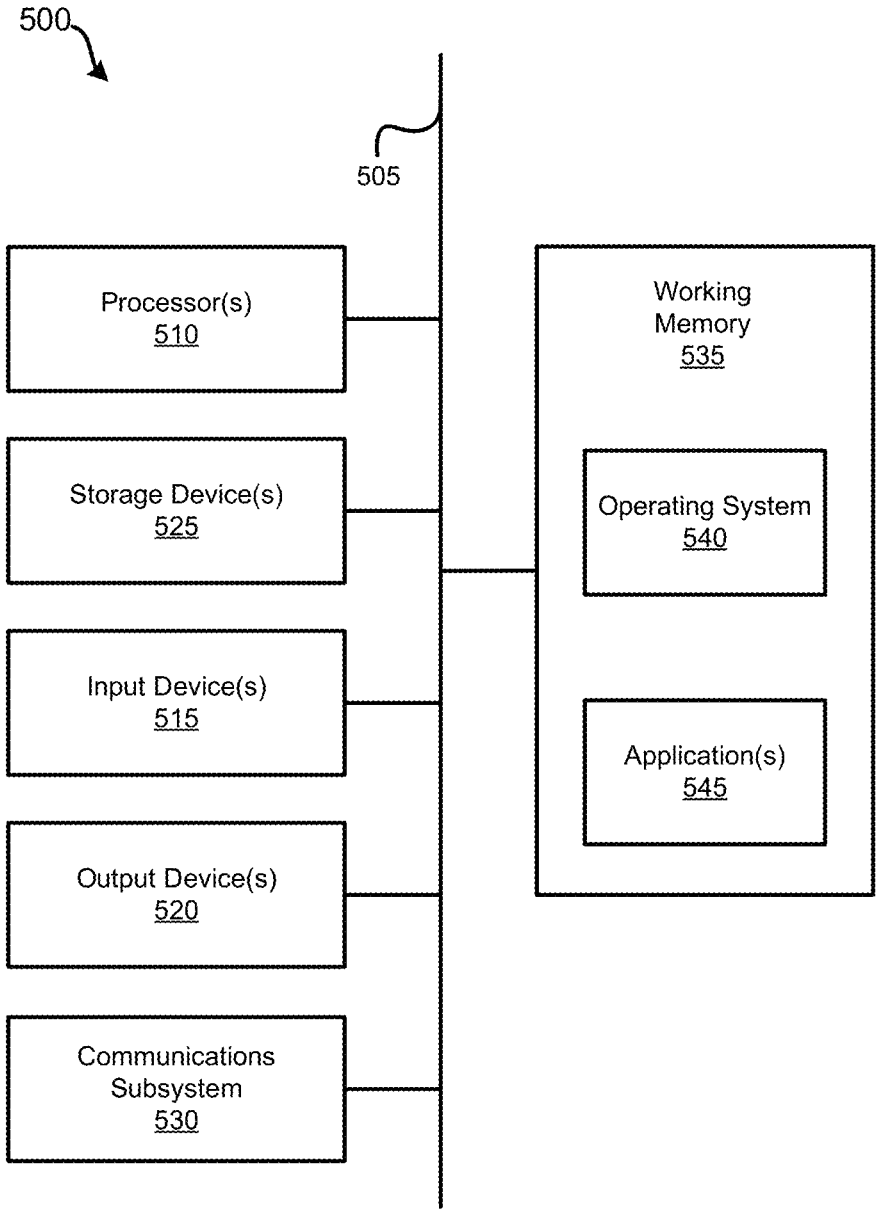 500
505
Processor(s)
510
Storage Device(s)
525
Input Device(s)
515
Output Device(s)
520
Communications
Subsystem
530
Working
Memory
535
Operating System
540
Application(s)
545